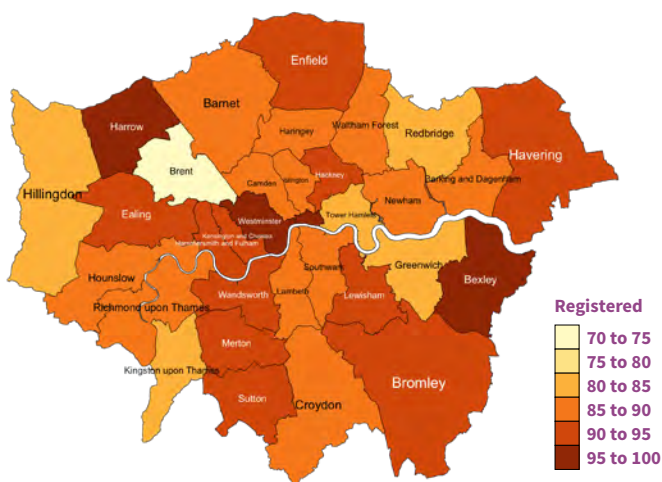 Enfield
Barnet
Harrow
Haringey
Waltham Forest
Redbridge
Havering
Brent
Hillingdon
Camden
Islington
Hackney
Barking and Dagenham
Newham
Ealing
Westminster
Tower Hamlets
Kensington and Chelsea
Hammersmith and Fulham
Hounslow
Southwark
Greenwich
Bexley
Richmond upon Thames
Wandsworth
Lambeth
Lewisham
Merton
Kingston upon Thames
Sutton
Croydon
Bromley
Registered
70 to 75
75 to 80
80 to 85
85 to 90
90 to 95
95 to 100